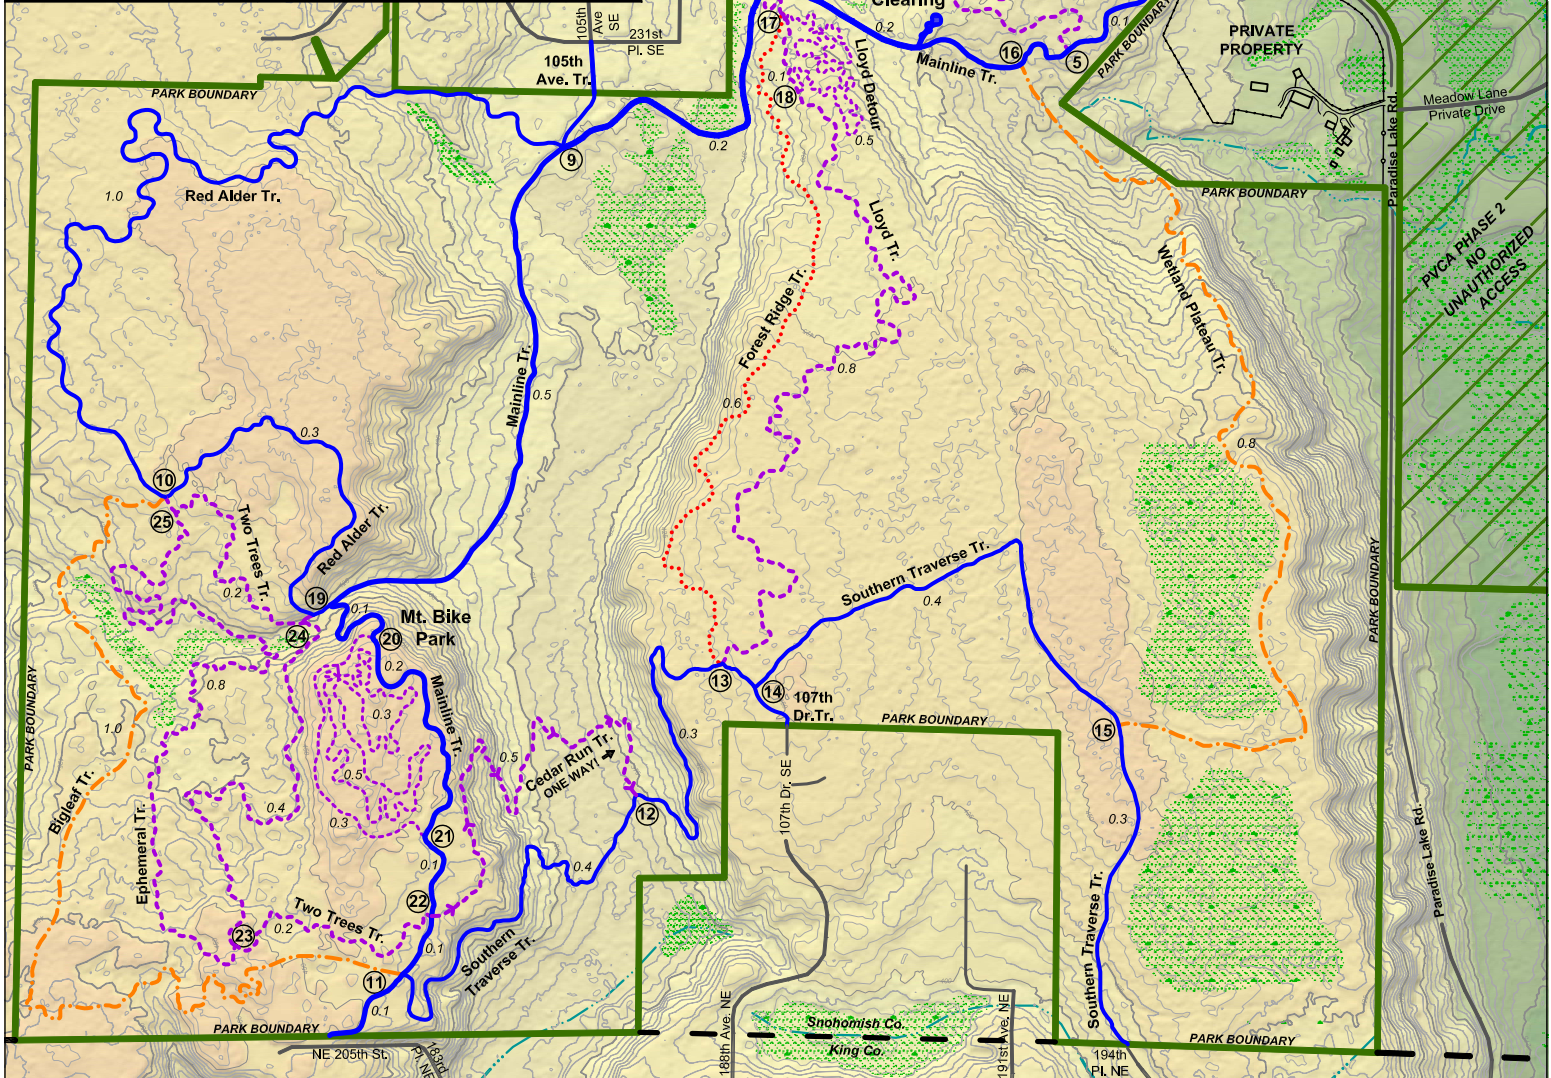 Clearing
105th
Ave
SE
231st
Pl. SE
105th
Ave. Tr.
17
0.2
16
5
0.1
Mainline Tr.
PARK BOUNDARY
PRIVATE
PROPERTY
Lloyd Detour
0.1
18
0.5
PARK BOUNDARY
Meadow Lane
Private Drive
Paradise Lake Rd.
9
0.2
1.0
Red Alder Tr.
PARK BOUNDARY
Lloyd Tr.
Wetland Plateau Tr.
PVCA PHASE 2
NO
UNAUTHORIZED
ACCESS
Forest Ridge Tr.
Mainline Tr.
0.5
0.8
0.6
0.3
0.8
10
25
Two Trees Tr.
Red Alder Tr.
0.2
19
0.1
Mt. Bike
Park
20
24
0.2
Southern Traverse Tr.
0.4
PARK BOUNDARY
PARK BOUNDARY
0.8
Mainline Tr.
0.3
13
14
107th
Dr.Tr.
PARK BOUNDARY
15
1.0
0.5
0.5
Cedar Run Tr.
ONE WAY!
0.3
107th Dr. SE
Bigleaf Tr.
Ephemeral Tr.
0.4
0.3
21
12
0.3
0.1
0.4
22
Paradise Lake Rd.
23
0.2
Two Trees Tr.
0.1
Southern
Traverse Tr.
Southern Traverse Tr.
11
0.1
PARK BOUNDARY
NE 205th St.
183rd
Pl. NE
188th Ave. NE
Snohomish Co.
King Co.
191st Ave. NE
194th
Pl. NE
PARK BOUNDARY